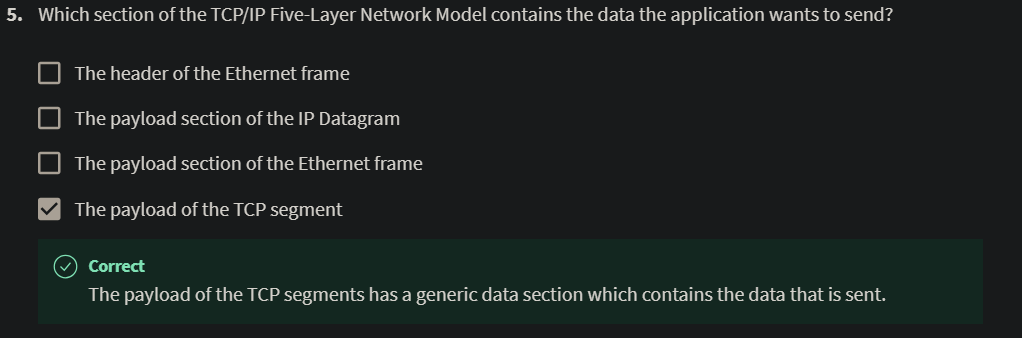 5. Which section of the TCP/IP Five-Layer Network Model contains the data the application wants to send?
The header of the Ethernet frame
The payload section of the IP Datagram
The payload section of the Ethernet frame
The payload of the TCP segment
Correct
The payload of the TCP segments has a generic data section which contains the data that is sent.